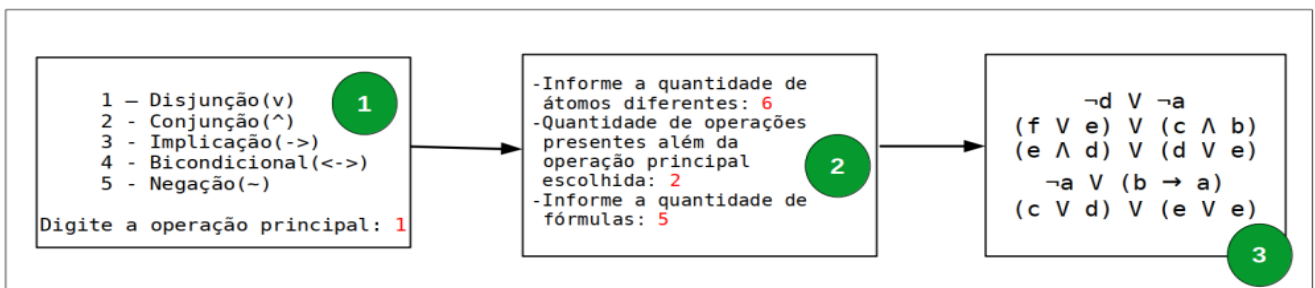 1 – Disjunção(v)
2 - Conjunção(^)
3 - Implicação(->)
4 - Bicondicional(<->)
5 - Negação(~)
Digite a operação principal: 1
1
-Informe a quantidade de
átomos diferentes: 6
-Quantidade de operações
presentes além da
operação principal
escolhida: 2
-Informe a quantidade de
fórmulas: 5
2
¬d V ¬a
(f V e) V (c Λ b)
(e Λ d) V (d V e)
¬a V (b → a)
(c V d) V (e V e)
3